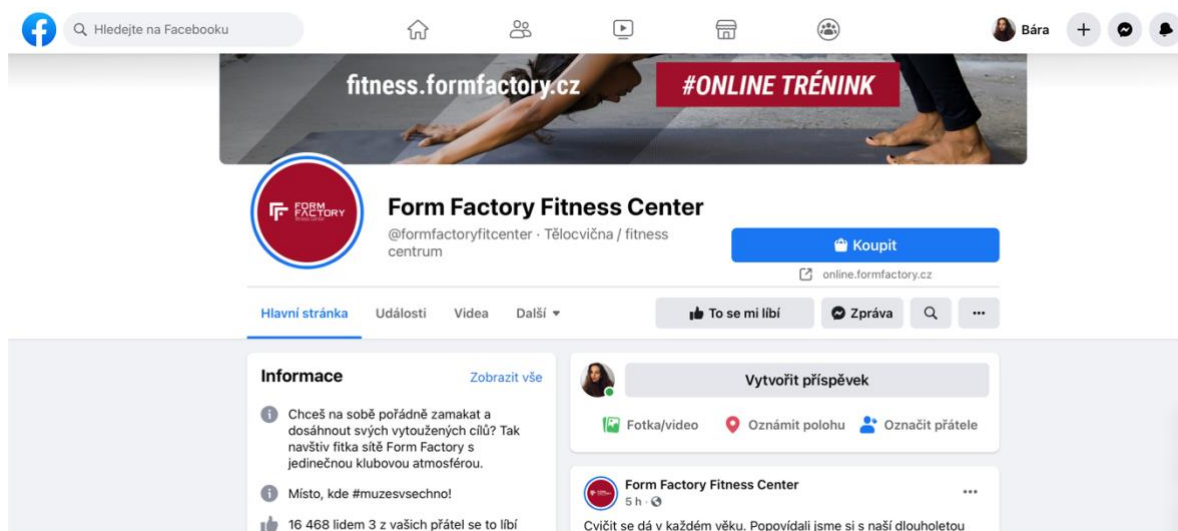 Hledejte na Facebooku
Bára
fitness.formfactory.cz
#ONLINE TRÉNINK
FORM
FACTORY
Form Factory Fitness Center
@formfactoryfitcenter · Tělocvična / fitness
centrum
Koupit
online.formfactory.cz
Hlavní stránka
Události
Videa
Další
To se mi líbí
Zpráva
Informace
Zobrazit vše
Chceš na sobě pořádně zamakat a
dosáhnout svých vytoužených cílů? Tak
navštiv fitka sítě Form Factory s
jedinečnou klubovou atmosférou.
Místo, kde #muzesvsechno!
16 468 lidem 3 z vašich přátel se to líbí
Vytvořit příspěvek
Fotka/video
Oznámit polohu
Označit přátele
Form Factory Fitness Center
5 h ·
Cvičit se dá v každém věku. Popovídali jsme si s naší dlouholetou